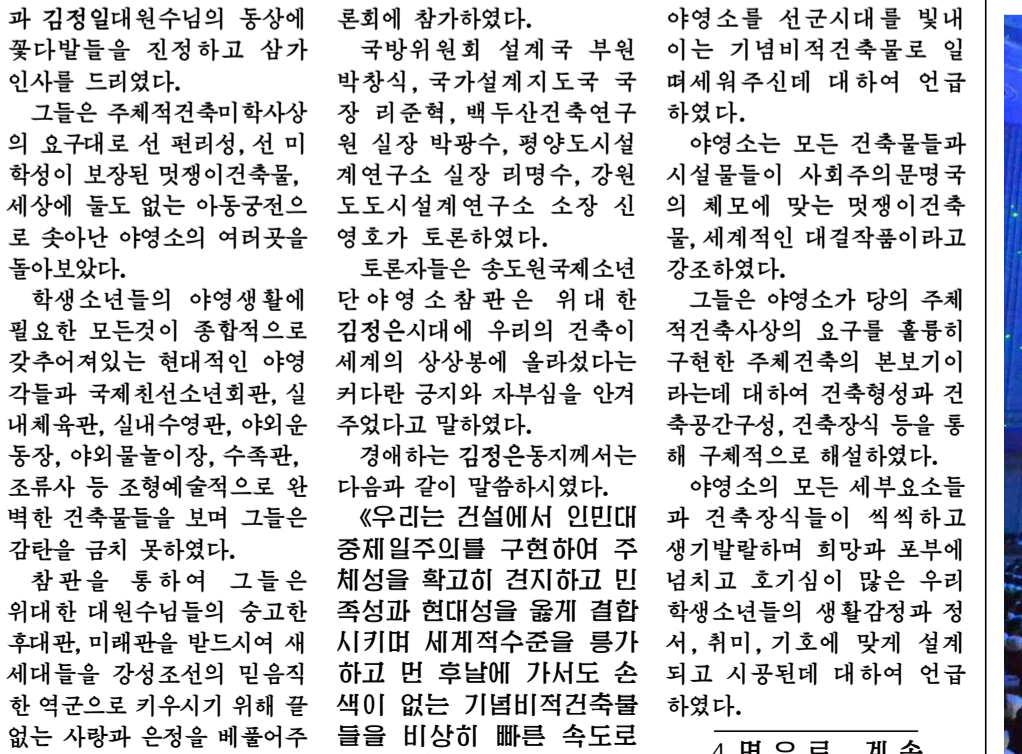 과 김정일대원수님의 동상에
꽃다발들을 진정하고 삼가
인사를 드리였다.
그들은 주체적건축미학사상
의 요구대로 선 편리성, 선 미
학성이 보장된 멋쟁이건축물,
세상에 둘도 없는 아동궁전으
로 솟아난 야영소의 여러곳을
돌아보았다.
학생소년들의 야영생활에
필요한 모든것이 종합적으로
갖추어져있는 현대적인 야영
각들과 국제친선소년회관, 실
내체육관, 실내수영관, 야외운
동장, 야외물놀이장, 수족관,
조류사 등 조형예술적으로 완
벽한 건축물들을 보며 그들은
감탄을 금치 못하였다.
참관을 통하여 그들은
위대한 대원수님들의 숭고한
후대관, 미래관을 받드시여 새
세대들을 강성조선의 믿음직
한 역군으로 키우시기 위해 끝
없는 사랑과 은정을 베풀어주
론회에 참가하였다.
국방위원회 설계국 부원
박창식, 국가설계지도국 국
장 리준혁, 백두산건축연구
원 실장 박광수, 평양도시설
계연구소 실장 리명수, 강원
도도시설계연구소 소장 신
영호가 토론하였다.
토론자들은 송도원국제소년
단야영소참관은 위대한
김정은시대에 우리의 건축이
세계의 상상봉에 올라섰다는
커다란 긍지와 자부심을 안겨
주었다고 말하였다.
경애하는 김정은동지께서는
다음과 같이 말씀하시였다.
《우리는 건설에서 인민대
중제일주의를 구현하여 주
체성을 확고히 견지하고 민
족성과 현대성을 옳게 결합
시키며 세계적수준을 릉가
하고 먼 후날에 가서도 손
색이 없는 기념비적건축물
들을 비상히 빠른 속도로
야영소를 선군시대를 빛내
이는 기념비적건축물로 일
떠세워주신데 대하여 언급
하였다.
야영소는 모든 건축물들과
시설물들이 사회주의문명국
의 체모에 맞는 멋쟁이건축
물, 세계적인 대걸작품이라고
강조하였다.
그들은 야영소가 당의 주체
적건축사상의 요구를 훌륭히
구현한 주체건축의 본보기이
라는데 대하여 건축형성과 건
축공간구성, 건축장식 등을 통
해 구체적으로 해설하였다.
야영소의 모든 세부요소들
과 건축장식들이 씩씩하고
생기발랄하며 희망과 포부에
넘치고 호기심이 많은 우리
학생소년들의 생활감정과 정
서, 취미, 기호에 맞게 설계
되고 시공된데 대하여 언급
하였다.
4면으로 계속